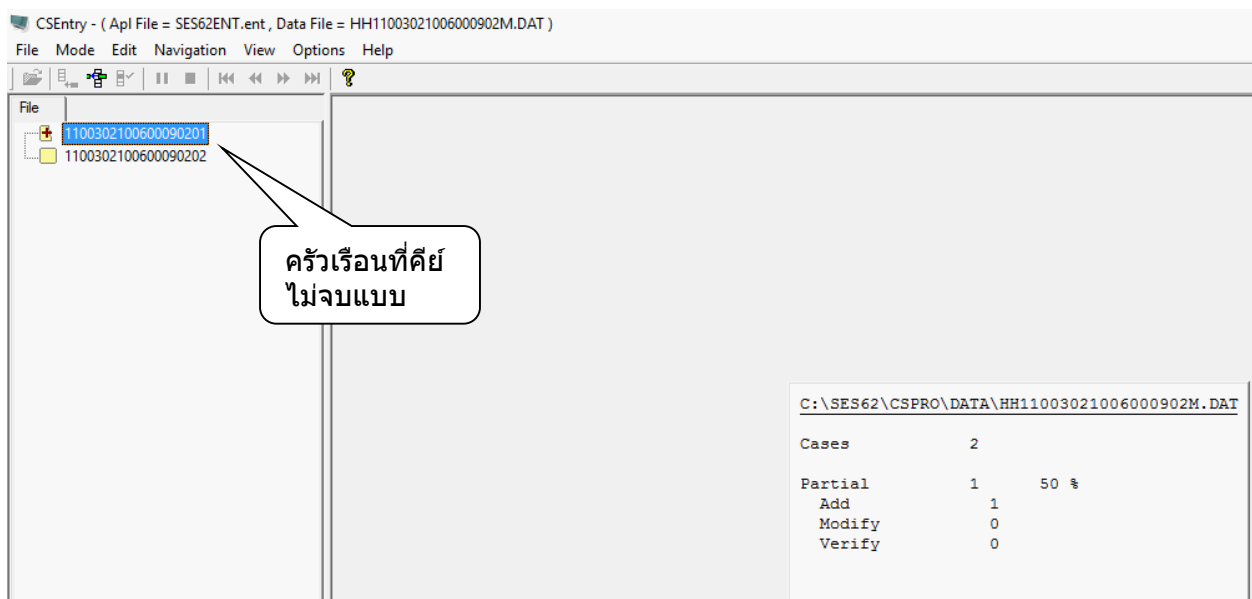 CSEntry - ( Apl File = SES62ENT.ent , Data File = HH11003021006000902M.DAT )
File Mode Edit Navigation View Options Help
File
1100302100600090201
1100302100600090202
ครัวเรือนที่คีย์
ไม่จบแบบ
C:\SES62\CSPRO\DATA\HH11003021006000902M.DAT
Cases 2
Partial 1 50 %
Add 1
Modify 0
Verify 0